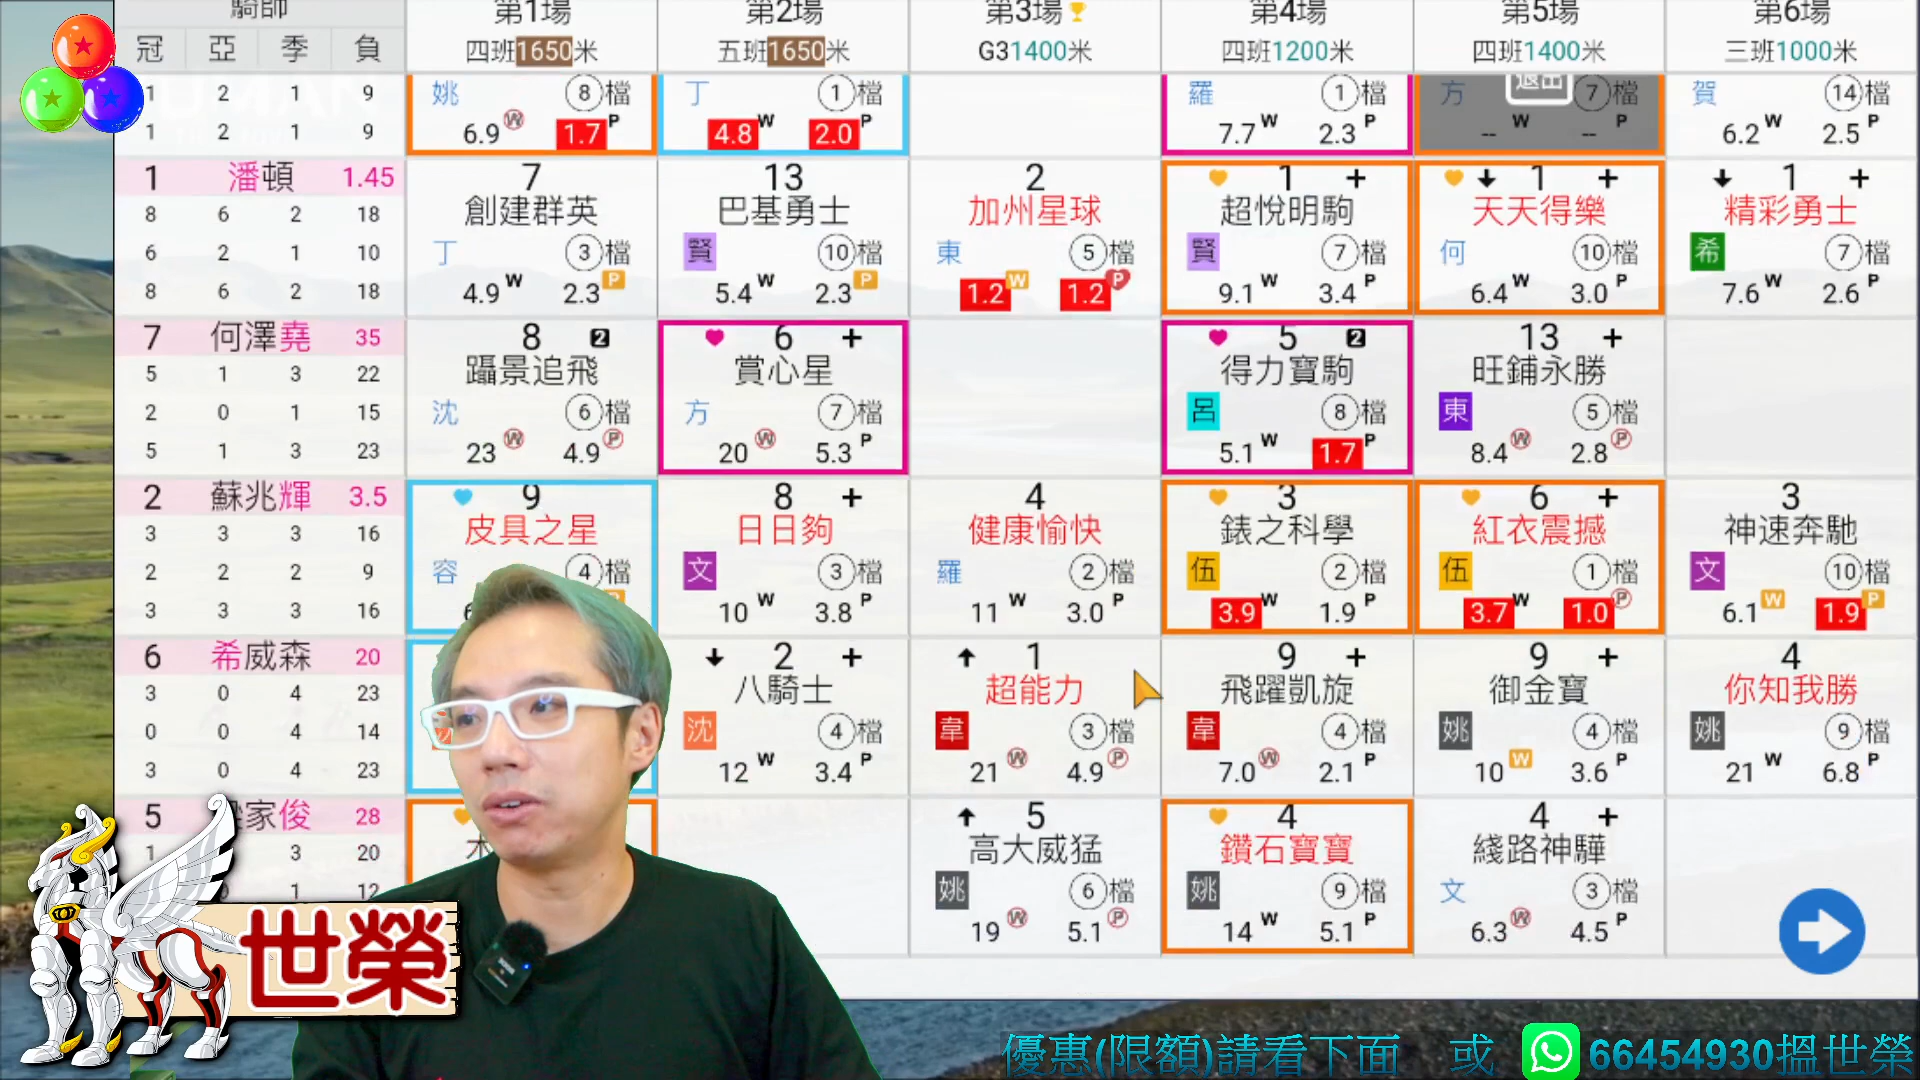 騎師
冠 亞 季 負
第1場
四班1650米
第2場
五班1650米
第3場
G31400米
第4場
四班1200米
第5場
四班1400米
第6場
三班1000米
1 2 1 9
1 2 1 9
姚 8檔
6.9 W 1.7 P
丁 1檔
4.8 W 2.0 P
羅 1檔
7.7 W 2.3 P
退出
方 7檔
-- W -- P
賀 14檔
6.2 W 2.5 P
1 潘頓 1.45
8 6 2 18
6 2 1 10
8 6 2 18
7
創建群英
丁 3檔
4.9 W 2.3 P
13
巴基勇士
賢 10檔
5.4 W 2.3 P
2
加州星球
東 5檔
1.2 W 1.2 P
1 +
超悅明駒
賢 7檔
9.1 W 3.4 P
1 +
天天得樂
何 10檔
6.4 W 3.0 P
1 +
精彩勇士
希 7檔
7.6 W 2.6 P
7 何澤堯 35
5 1 3 22
2 0 1 15
5 1 3 23
8 2
躡景追飛
沈 6檔
23 W 4.9 P
6 +
賞心星
方 7檔
20 W 5.3 P
5 2
得力寶駒
呂 8檔
5.1 W 1.7 P
13 +
旺鋪永勝
東 5檔
8.4 W 2.8 P
2 蘇兆輝 3.5
3 3 3 16
2 2 2 9
3 3 3 16
9
皮具之星
容 4檔
8 +
日日夠
文 3檔
10 W 3.8 P
4
健康愉快
羅 2檔
11 W 3.0 P
3
錶之科學
伍 2檔
3.9 W 1.9 P
6 +
紅衣震撼
伍 1檔
3.7 W 1.0 P
3
神速奔馳
文 10檔
6.1 W 1.9 P
6 希威森 20
3 0 4 23
0 0 4 14
3 0 4 23
2 +
八騎士
沈 4檔
12 W 3.4 P
1
超能力
韋 3檔
21 W 4.9 P
9 +
飛躍凱旋
韋 4檔
7.0 W 2.1 P
9 +
御金寶
姚 4檔
10 W 3.6 P
4
你知我勝
姚 9檔
21 W 6.8 P
5 家俊 28
1 3 20
1 12
5
高大威猛
姚 6檔
19 W 5.1 P
4
鑽石寶寶
姚 9檔
14 W 5.1 P
4 +
綫路神驊
文 3檔
6.3 W 4.5 P
世榮
優惠(限額)請看下面 或 66454930搵世榮